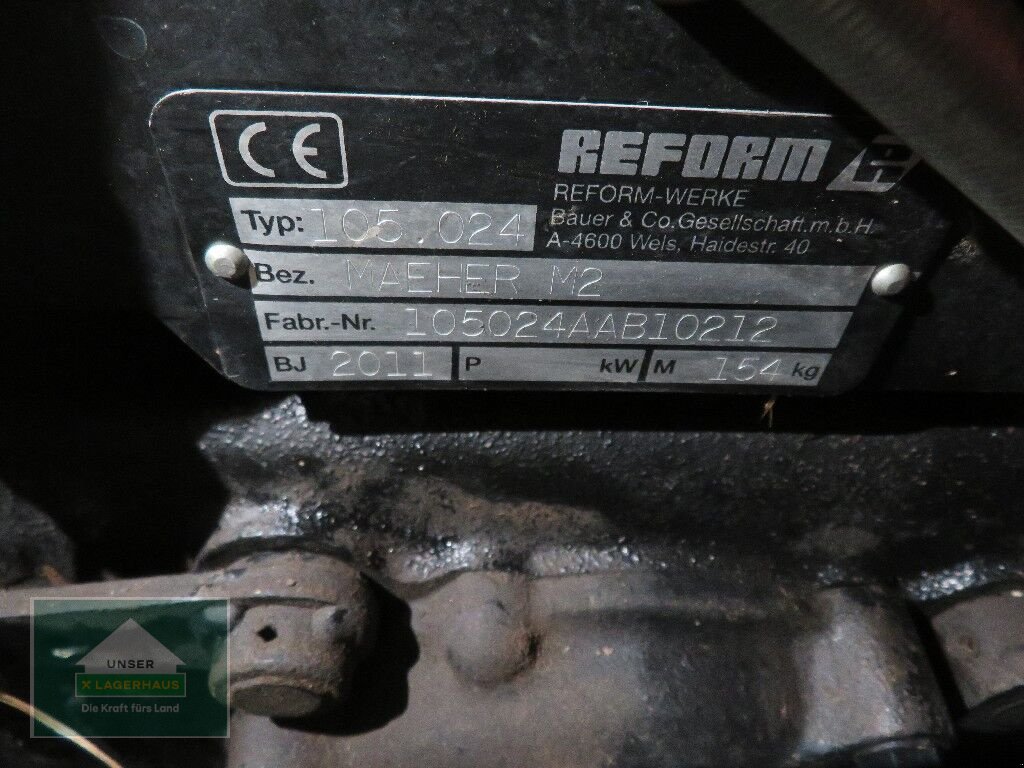 CE
REFORM
REFORM-WERKE
Bauer & Co.Gesellschaft.m.b.H.
A-4600 Wels, Haidestr. 40
Typ: 105.024
Bez. MAEHER M2
Fabr.-Nr. 105024AAB10212
BJ 2011 P kW M 154 kg
UNSER
X LAGERHAUS
Die Kraft fürs Land